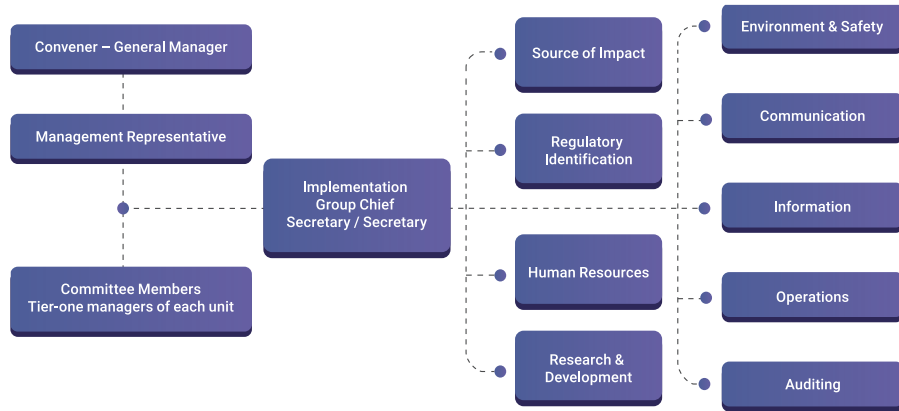 Convener – General Manager
Management Representative
Committee Members
Tier-one managers of each unit
Implementation
Group Chief
Secretary / Secretary
Source of Impact
Regulatory
Identification
Human Resources
Research &
Development
Environment & Safety
Communication
Information
Operations
Auditing